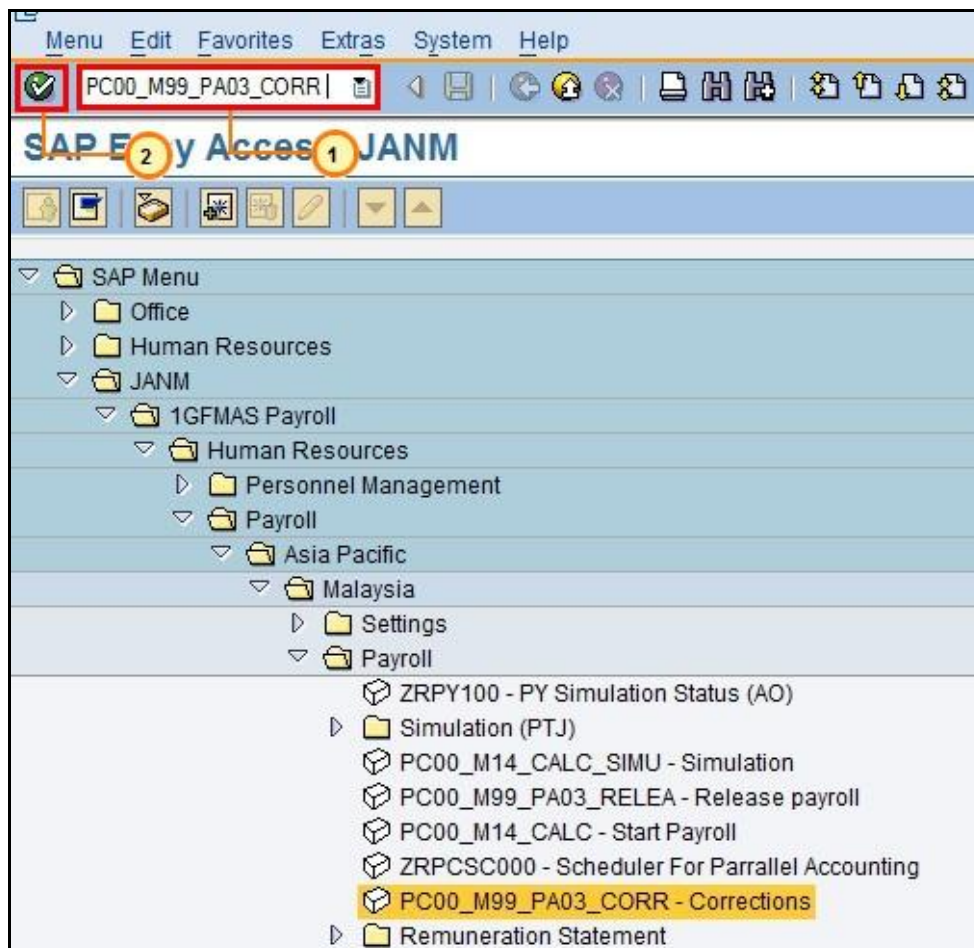 Menu Edit Favorites Extras System Help
PC00_M99_PA03_CORR
SAP E y Acces JANM
2
1
SAP Menu
Office
Human Resources
JANM
1GFMAS Payroll
Human Resources
Personnel Management
Payroll
Asia Pacific
Malaysia
Settings
Payroll
ZRPY100 - PY Simulation Status (AO)
Simulation (PTJ)
PC00_M14_CALC_SIMU - Simulation
PC00_M99_PA03_RELEA - Release payroll
PC00_M14_CALC - Start Payroll
ZRPCSC000 - Scheduler For Parrallel Accounting
PC00_M99_PA03_CORR - Corrections
Remuneration Statement